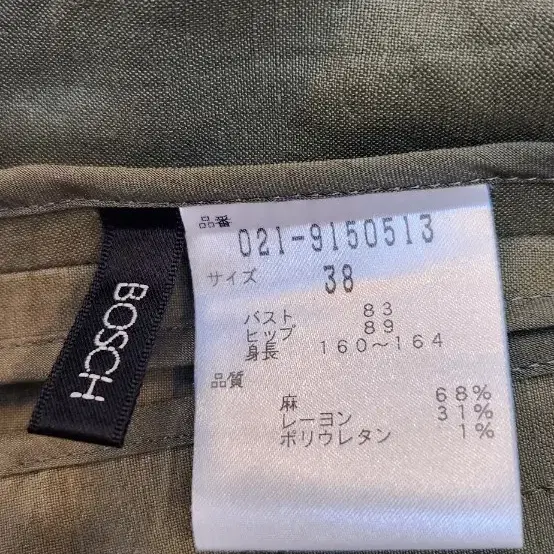 BOSCH
品番
021-9150513
サイズ 38
バスト 83
ヒップ 89
身長 160～164
品質
麻 68%
レーヨン 31%
ポリウレタン 1%